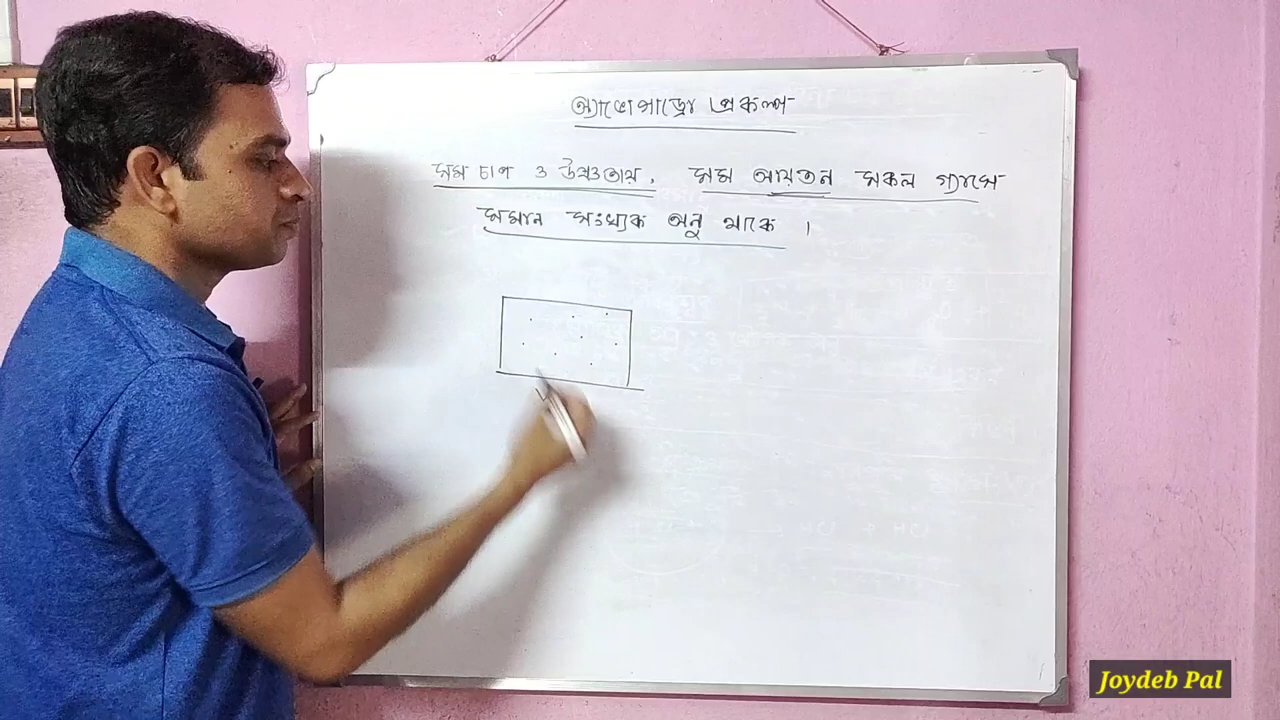 অ্যাভোগাড্রো প্রকল্প
সম চাপ ও উষ্ণতায়, সম আয়তন সকল গ্যাসে
সমান সংখ্যক অনু থাকে ।
Joydeb Pal